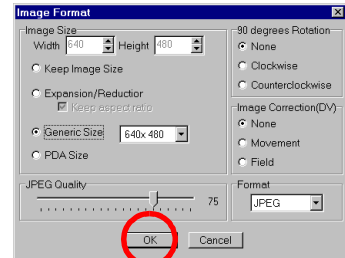 Image Format
Image Size
Width 640 Height 480
Keep Image Size
Expansion/Reductior
Keep aspect ratio
Generic Size 640x 480
PDA Size
90 degrees Rotation
None
Clockwise
Counterclockwise
Image Correction(DV)
None
Movement
Field
JPEG Quality
75
Format
JPEG
OK Cancel